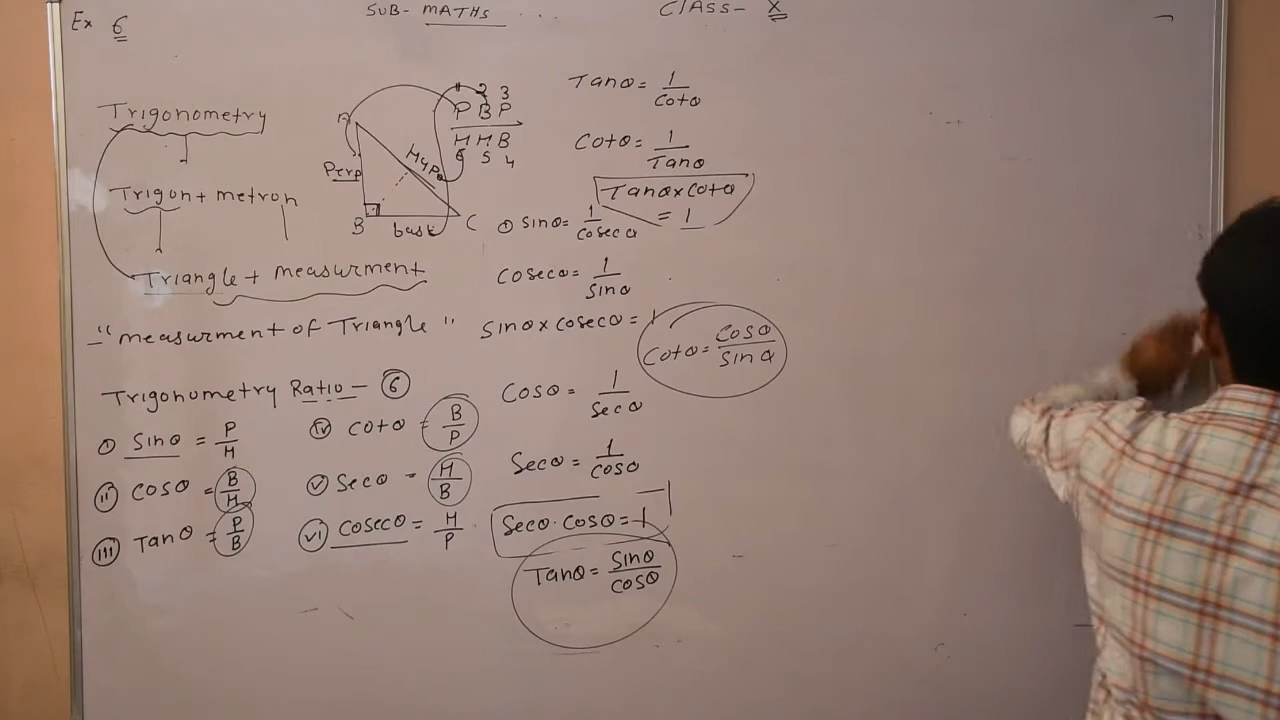 Ex 6
SUB- MATHS ...
CLASS- X
Trigonometry
Trigon + metron
Triangle + measurment
"measurment of Triangle"
A
Perp
Hypo
B
base
C
1 2 3
P B P
H H B
6 5 4
Trigonometry Ratio - 6
i Sinθ = P/H
ii cosθ = B/H
iii Tanθ = P/B
iv cotθ = B/P
v Secθ = H/B
vi cosecθ = H/P
Tanθ = 1/Cotθ
Cotθ = 1/Tanθ
Tanθ x cotθ
= 1
① Sinθ = 1/cosecθ
Cosecθ = 1/Sinθ
Sinθ x cosecθ = 1
Cotθ = Cosθ/Sinθ
Cosθ = 1/Secθ
Secθ = 1/cosθ
Secθ · cosθ = 1
Tanθ = Sinθ/cosθ